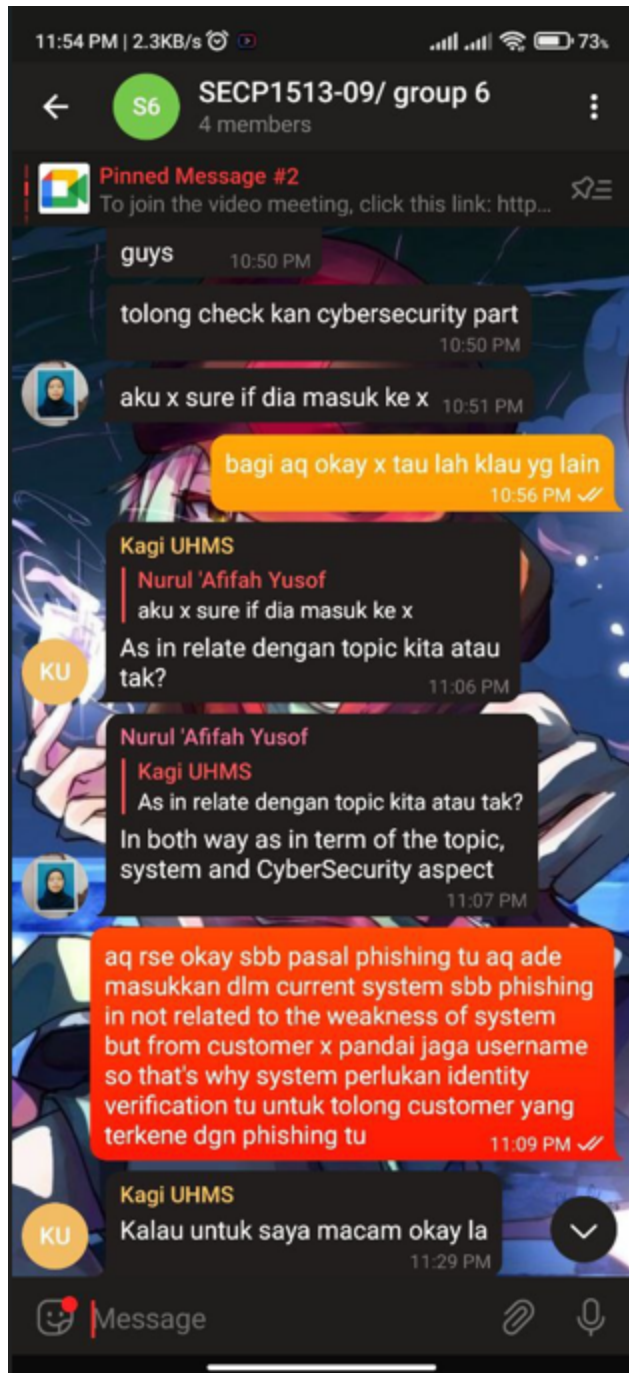 11:54 PM | 2.3KB/s
73%
S6
SECP1513-09/ group 6
4 members
Pinned Message #2
To join the video meeting, click this link: http...
guys
10:50 PM
tolong check kan cybersecurity part
10:50 PM
aku x sure if dia masuk ke x
10:51 PM
bagi aq okay x tau lah klau yg lain
10:56 PM
Kagi UHMS
Nurul 'Afifah Yusof
aku x sure if dia masuk ke x
As in relate dengan topic kita atau
tak?
11:06 PM
KU
Nurul 'Afifah Yusof
Kagi UHMS
As in relate dengan topic kita atau tak?
In both way as in term of the topic,
system and CyberSecurity aspect
11:07 PM
aq rse okay sbb pasal phishing tu aq ade
masukkan dlm current system sbb phishing
in not related to the weakness of system
but from customer x pandai jaga username
so that's why system perlukan identity
verification tu untuk tolong customer yang
terkene dgn phishing tu
11:09 PM
Kagi UHMS
KU
Kalau untuk saya macam okay la
11:29 PM
Message